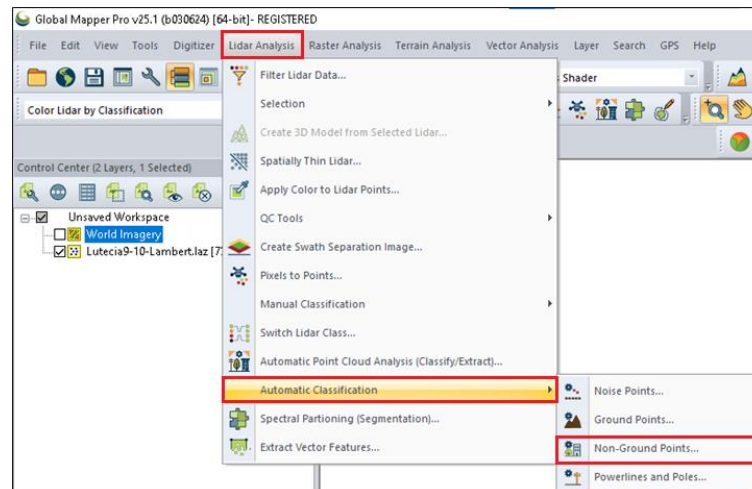 Global Mapper Pro v25.1 (b030624) [64-bit]- REGISTERED
File Edit View Tools Digitizer Lidar Analysis Raster Analysis Terrain Analysis Vector Analysis Layer Search GPS Help
Filter Lidar Data...
Shader
Color Lidar by Classification
Selection
Create 3D Model from Selected Lidar...
Control Center (2 Layers, 1 Selected)
Spatially Thin Lidar...
Apply Color to Lidar Points...
Unsaved Workspace
QC Tools
World Imagery
Create Swath Separation Image...
Lutecia9-10-Lambert.laz [7
Pixels to Points...
Manual Classification
Switch Lidar Class...
Automatic Point Cloud Analysis (Classify/Extract)...
Automatic Classification
Noise Points...
Spectral Partioning (Segmentation)...
Ground Points...
Extract Vector Features...
Non-Ground Points...
Powerlines and Poles...